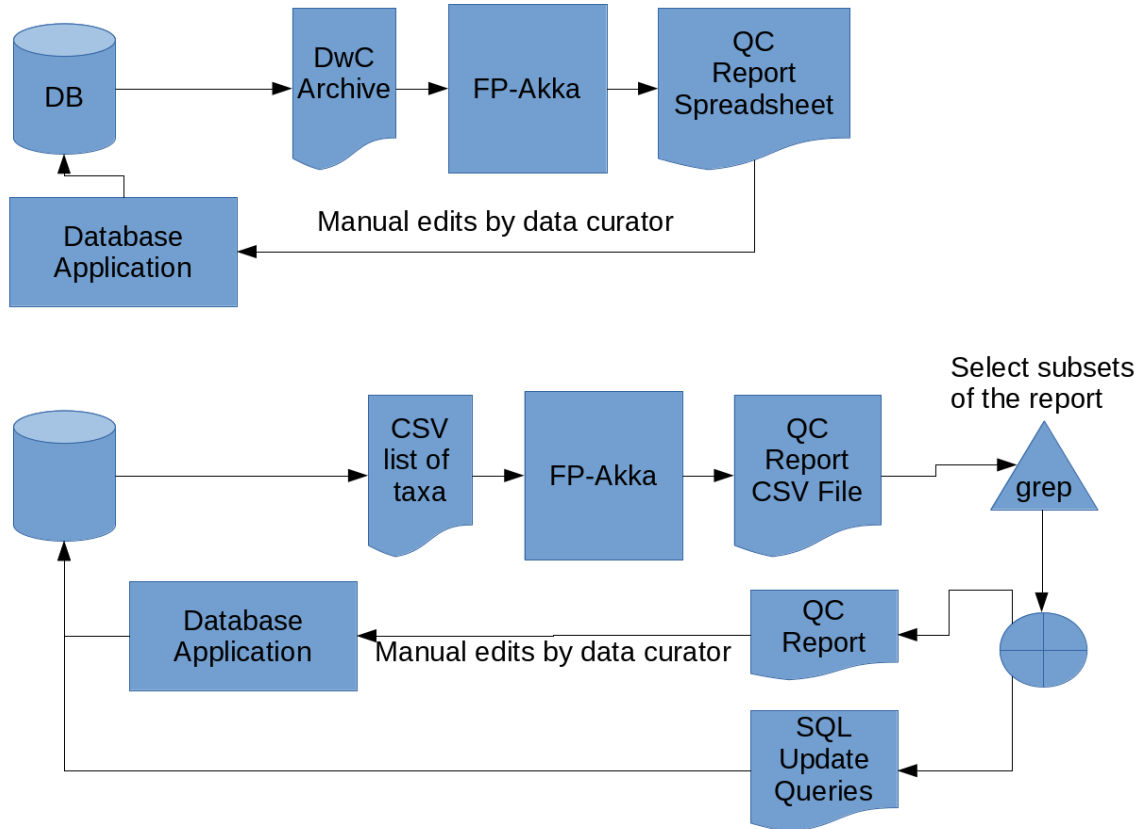 DB
DwC
Archive
FP-Akka
QC
Report
Spreadsheet
Manual edits by data curator
Database
Application
Select subsets
of the report
CSV
list of
taxa
FP-Akka
QC
Report
CSV File
grep
Database
Application
Manual edits by data curator
QC
Report
SQL
Update
Queries